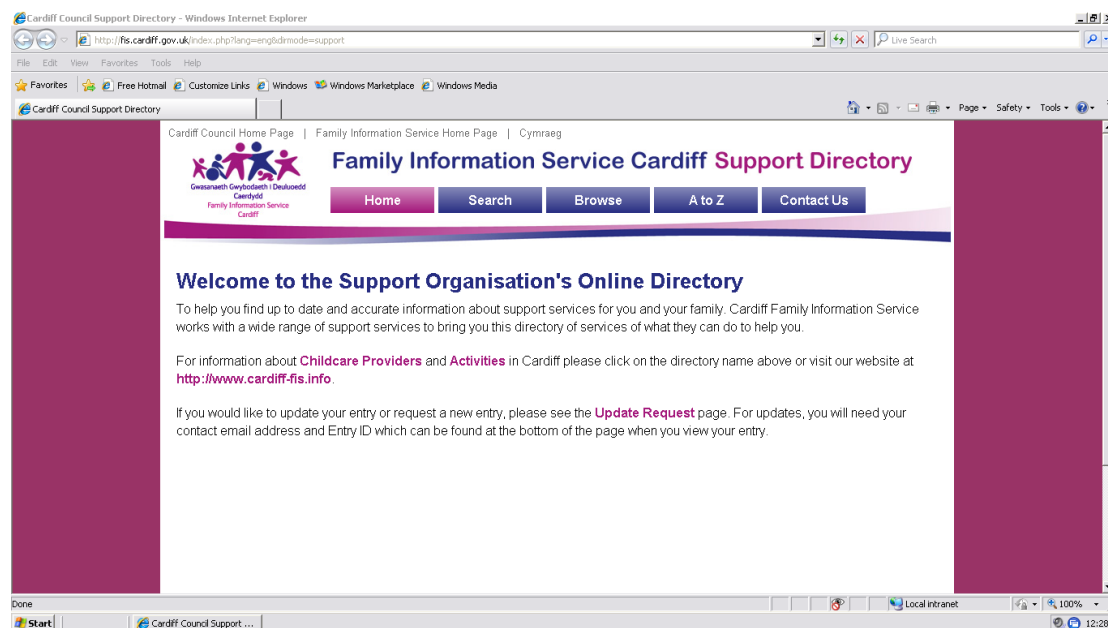 Cardiff Council Support Directory - Windows Internet Explorer
http://fis.cardiff.gov.uk/index.php?lang=eng&dirmode=support
Live Search
File Edit View Favorites Tools Help
Favorites Free Hotmail Customize Links Windows Windows Marketplace Windows Media
Cardiff Council Support Directory
Page Safety Tools
Cardiff Council Home Page | Family Information Service Home Page | Cymraeg
Family Information Service Cardiff Support Directory
Gwasanaeth Gwybodaeth i Deuluoedd
Caerdydd
Family Information Service
Cardiff
Home Search Browse A to Z Contact Us
Welcome to the Support Organisation's Online Directory
To help you find up to date and accurate information about support services for you and your family. Cardiff Family Information Service
works with a wide range of support services to bring you this directory of services of what they can do to
help you.
For information about Childcare Providers and Activities in Cardiff please click on the directory name above or visit our website at
http://www.cardiff-fis.info.
If you would like to update your entry or request a new entry, please see the Update Request page. For updates, you will need your
contact email address and Entry ID which can be found at the bottom of the page when you view your entry.
Done
Local intranet
100%
Start
Cardiff Council Support ...
12:28